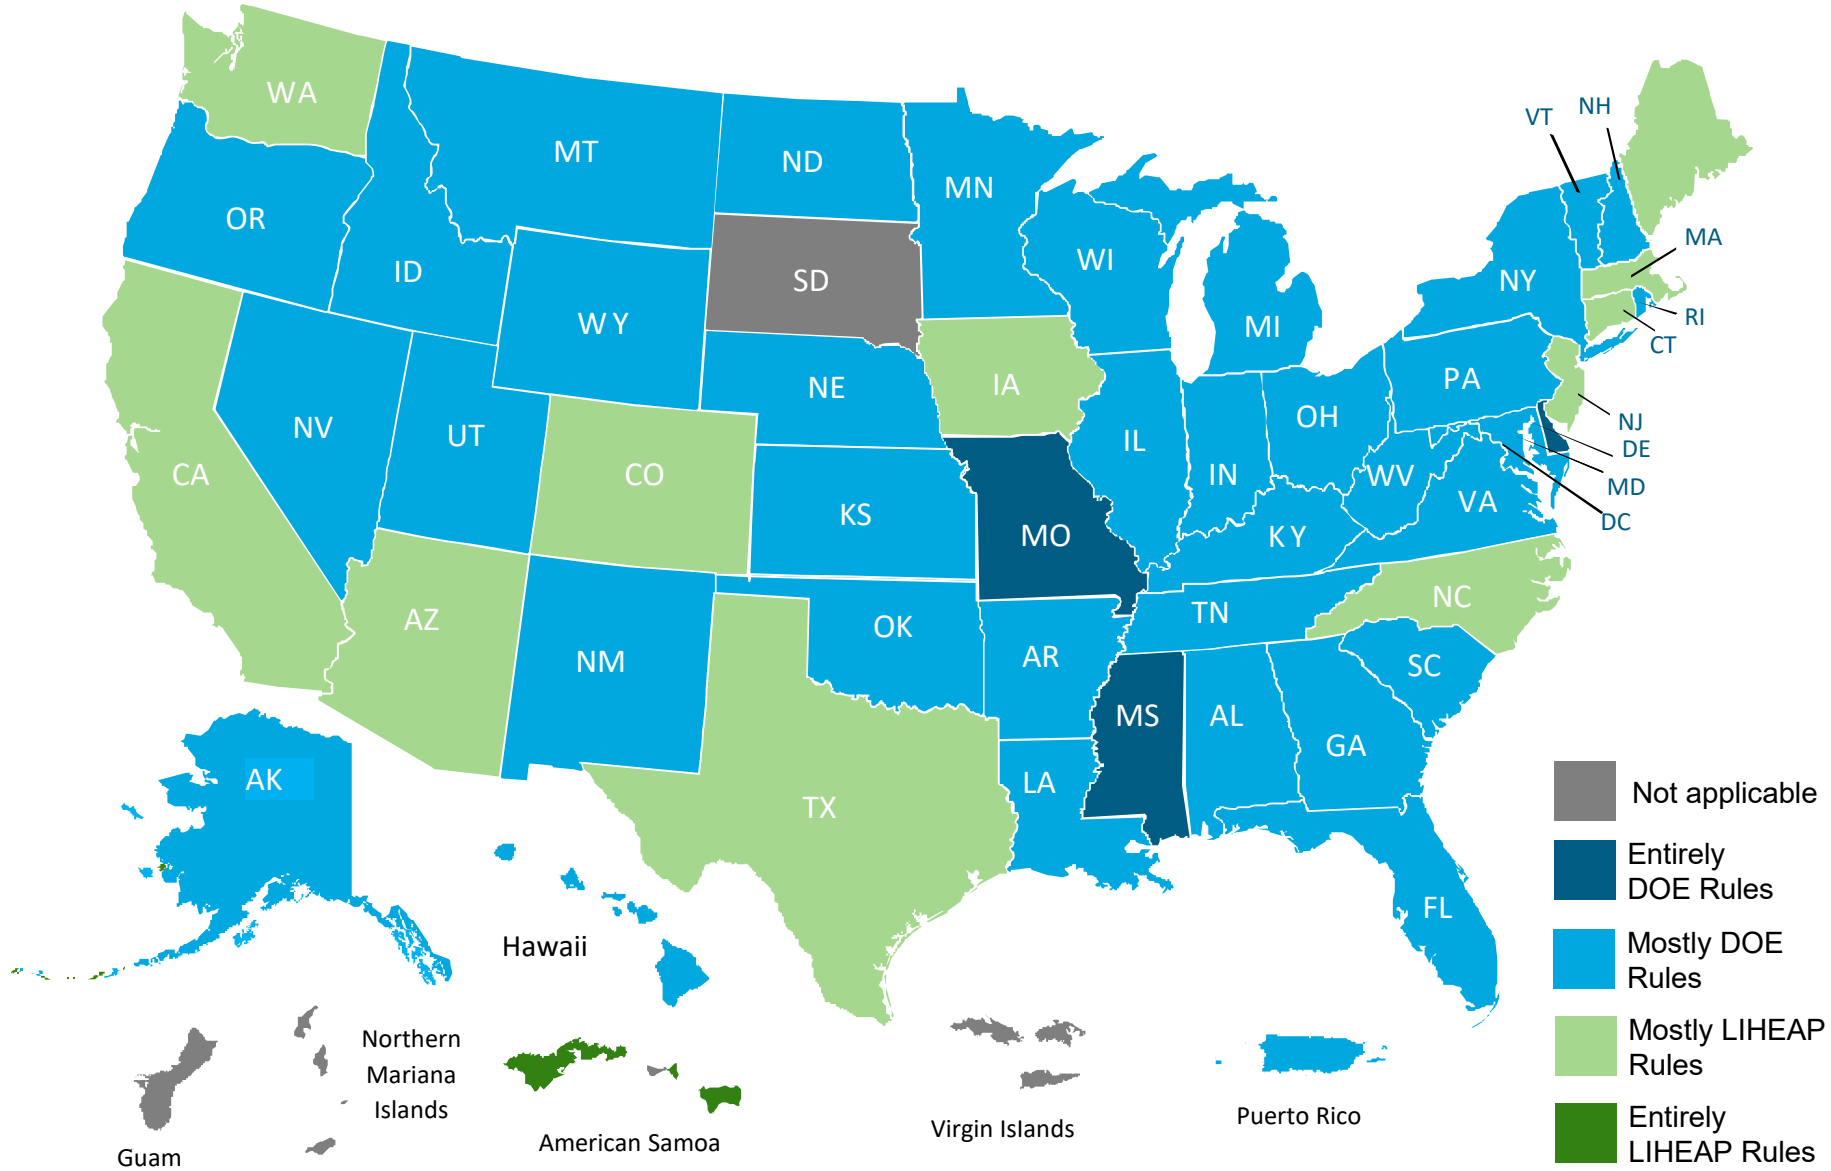 WA
VT
NH
MT
ND
MN
OR
MA
ID
SD
WI
NY
WY
RI
MI
CT
NE
IA
PA
NV
UT
OH
NJ
DE
CA
CO
IL
IN
WV
MD
KS
VA
DC
MO
KY
AZ
NC
TN
OK
NM
AR
SC
MS
AL
GA
AK
LA
TX
FL
Not applicable
Entirely
DOE Rules
Mostly DOE
Rules
Mostly LIHEAP
Rules
Entirely
LIHEAP Rules
Hawaii
Northern
Mariana
Islands
Guam
American Samoa
Virgin Islands
Puerto Rico